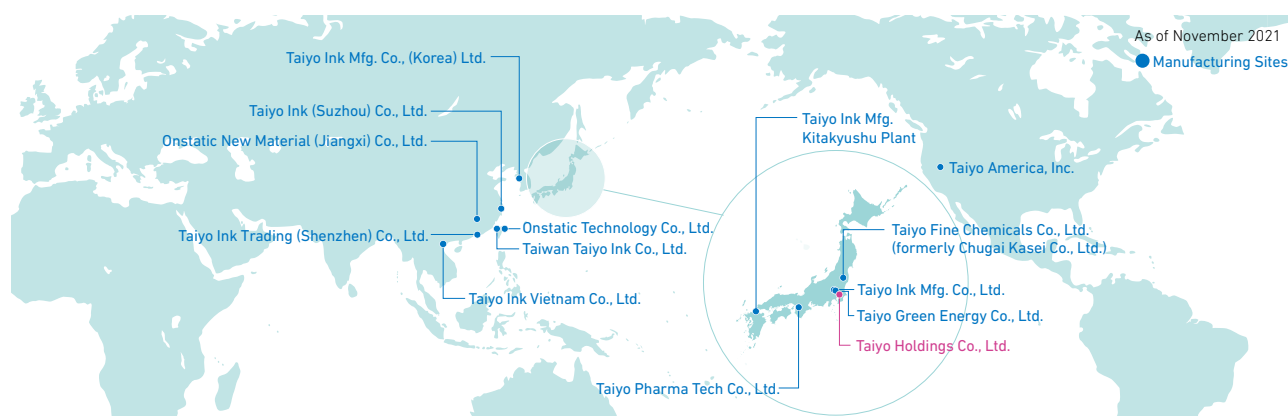 As of November 2021
Manufacturing Sites
Taiyo Ink Mfg. Co., (Korea) Ltd.
Taiyo Ink (Suzhou) Co., Ltd.
Onstatic New Material (Jiangxi) Co., Ltd.
Taiyo Ink Trading (Shenzhen) Co., Ltd.
Onstatic Technology Co., Ltd.
Taiwan Taiyo Ink Co., Ltd.
Taiyo Ink Vietnam Co., Ltd.
Taiyo Ink Mfg.
Kitakyushu Plant
Taiyo America, Inc.
Taiyo Fine Chemicals Co., Ltd.
(formerly Chugai Kasei Co., Ltd.)
Taiyo Ink Mfg. Co., Ltd.
Taiyo Green Energy Co., Ltd.
Taiyo Holdings Co., Ltd.
Taiyo Pharma Tech Co., Ltd.